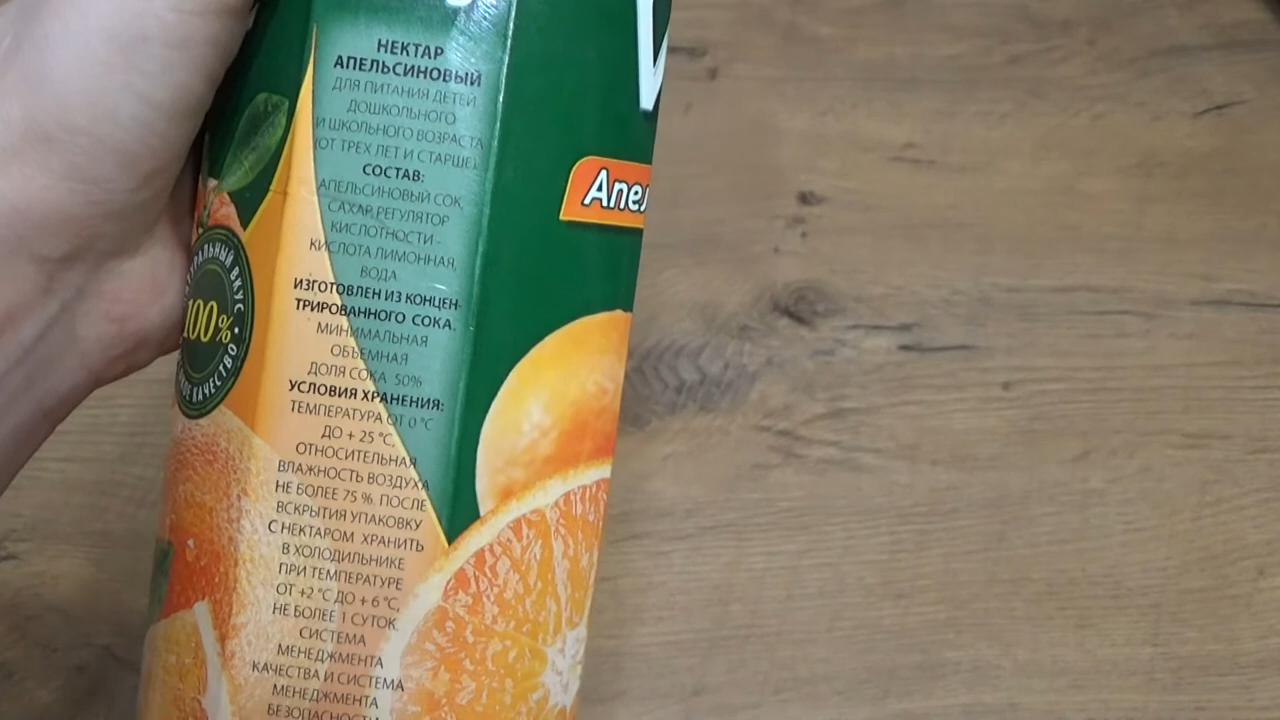 НЕКТАР
АПЕЛЬСИНОВЫЙ
ДЛЯ ПИТАНИЯ ДЕТЕЙ
ДОШКОЛЬНОГО
И ШКОЛЬНОГО ВОЗРАСТА
(ОТ ТРЕХ ЛЕТ И СТАРШЕ).
СОСТАВ:
АПЕЛЬСИНОВЫЙ СОК,
САХАР, РЕГУЛЯТОР
КИСЛОТНОСТИ -
КИСЛОТА ЛИМОННАЯ,
ВОДА.
ИЗГОТОВЛЕН ИЗ КОНЦЕН-
ТРИРОВАННОГО СОКА.
МИНИМАЛЬНАЯ
ОБЪЕМНАЯ
ДОЛЯ СОКА 50%
УСЛОВИЯ ХРАНЕНИЯ:
ТЕМПЕРАТУРА ОТ 0 °С
ДО + 25 °С,
ОТНОСИТЕЛЬНАЯ
ВЛАЖНОСТЬ ВОЗДУХА
НЕ БОЛЕЕ 75 %. ПОСЛЕ
ВСКРЫТИЯ УПАКОВКУ
С НЕКТАРОМ ХРАНИТЬ
В ХОЛОДИЛЬНИКЕ
ПРИ ТЕМПЕРАТУРЕ
ОТ +2 °С ДО + 6 °С,
НЕ БОЛЕЕ 1 СУТОК.
СИСТЕМА
МЕНЕДЖМЕНТА
КАЧЕСТВА И СИСТЕМА
МЕНЕДЖМЕНТА
БЕЗОПАСНОСТИ
Апел
ВКУС
100%
КАЧЕСТВО